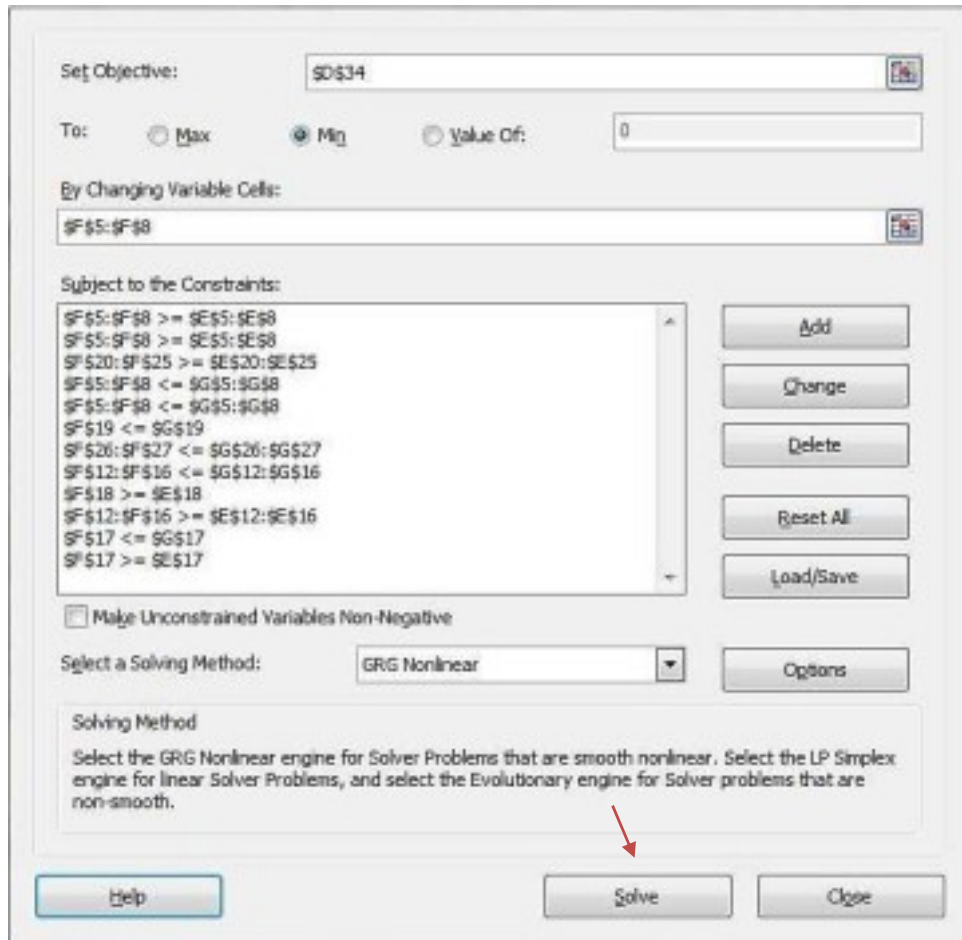 Set Objective:
$D$34
To:
Max
Min
Value Of:
0
By Changing Variable Cells:
$F$5:$F$8
Subject to the Constraints:
$F$5:$F$8 >= $E$5:$E$8
$F$5:$F$8 >= $E$5:$E$8
$F$20:$F$25 >= $E$20:$E$25
$F$5:$F$8 <= $G$5:$G$8
$F$5:$F$8 <= $G$5:$G$8
$F$19 <= $G$19
$F$26:$F$27 <= $G$26:$G$27
$F$12:$F$16 <= $G$12:$G$16
$F$18 >= $E$18
$F$12:$F$16 >= $E$12:$E$16
$F$17 <= $G$17
$F$17 >= $E$17
Add
Change
Delete
Reset All
Load/Save
Make Unconstrained Variables Non-Negative
Select a Solving Method:
GRG Nonlinear
Options
Solving Method
Select the GRG Nonlinear engine for Solver Problems that are smooth nonlinear. Select the LP Simplex
engine for linear Solver Problems, and select the Evolutionary engine for Solver problems that are
non-smooth.
Help
Solve
Close